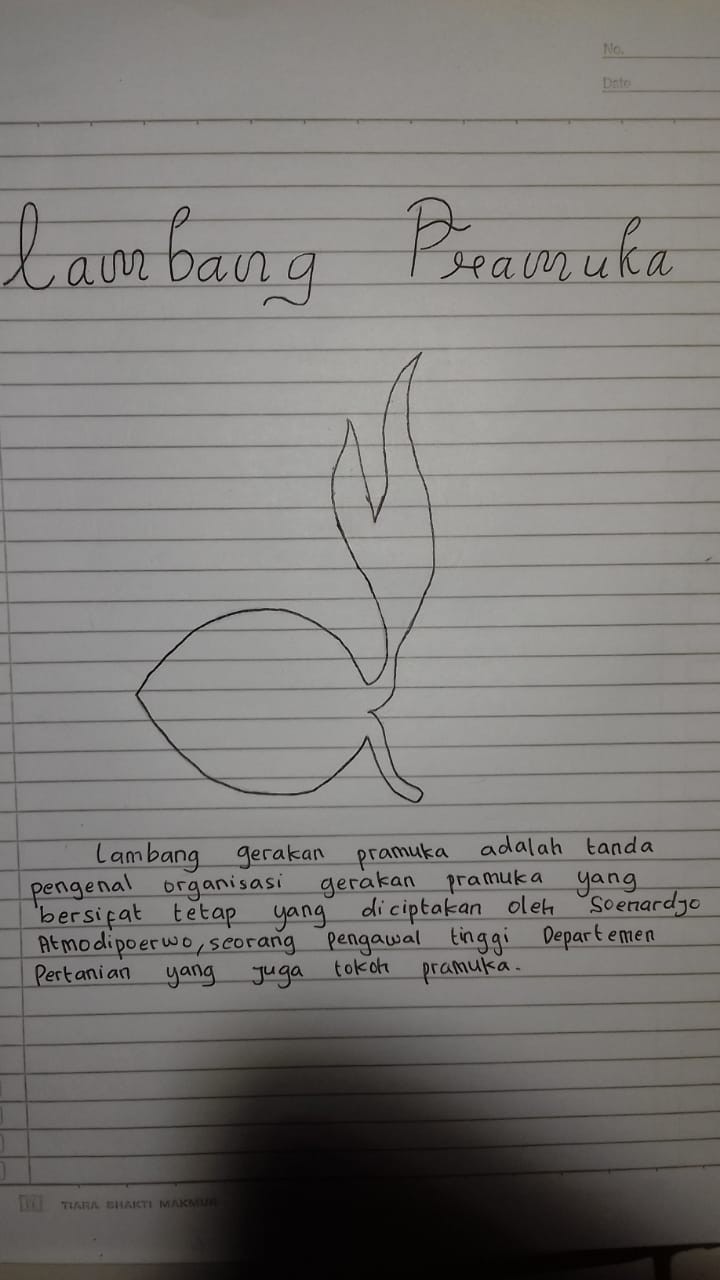 No.
Date
Lambang Pramuka
Lambang gerakan pramuka adalah tanda
pengenal organisasi gerakan pramuka yang
bersifat tetap yang diciptakan oleh Soenardjo
Atmodipoerwo, seorang pengawal tinggi Departemen
Pertanian yang juga tokoh pramuka.
TIARA BHAKTI MAKMUR